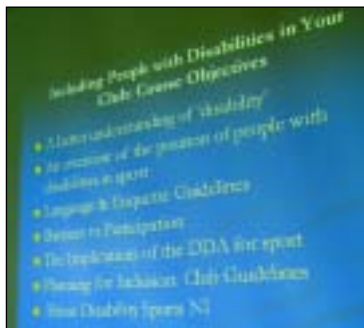 Including People with Disabilities in Your
Club Course Objectives
A better understanding of 'disability'
An overview of the position of people with
disabilities in sport
Language & Etiquette Guidelines
Barriers to Participation
The Implication of the DDA for sport
Planning for Inclusion: Club Guidelines
Disability Sports NI